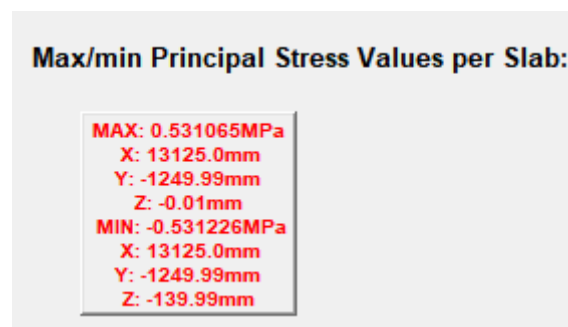 Max/min Principal Stress Values per Slab:
MAX: 0.531065MPa
X: 13125.0mm
Y: -1249.99mm
Z: -0.01mm
MIN: -0.531226MPa
X: 13125.0mm
Y: -1249.99mm
Z: -139.99mm